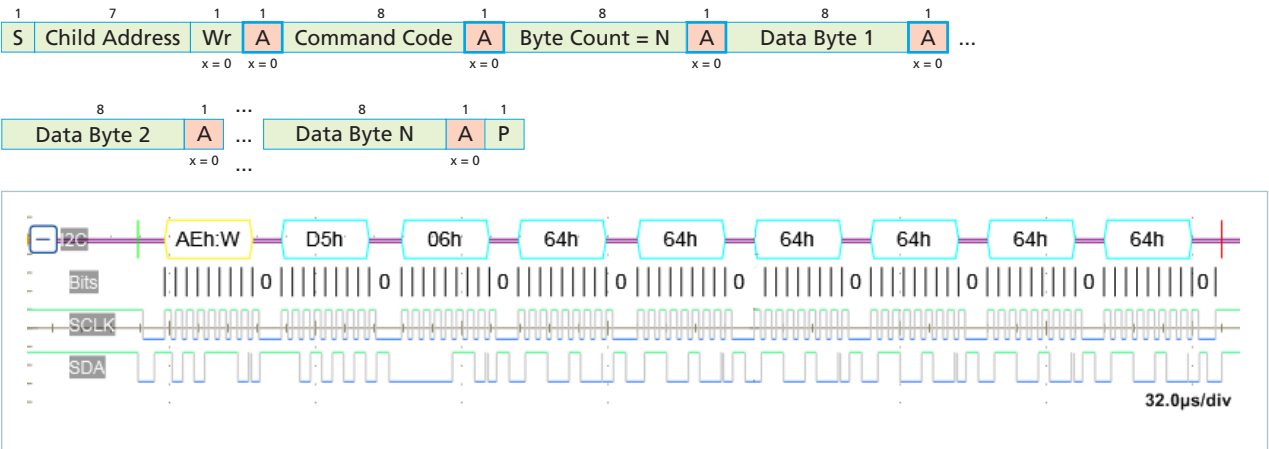 1 7 1 1 8 1 8 1 8 1
S Child Address Wr A Command Code A Byte Count = N A Data Byte 1 A ...
x = 0 x = 0 x = 0 x = 0 x = 0
8 1 ... 8 1 1
Data Byte 2 A ... Data Byte N A P
x = 0 ... x = 0
I2C AEh:W D5h 06h 64h 64h 64h 64h 64h 64h
Bits 0 0 0 0 0 0 0 0 0
SCLK
SDA
32.0µs/div